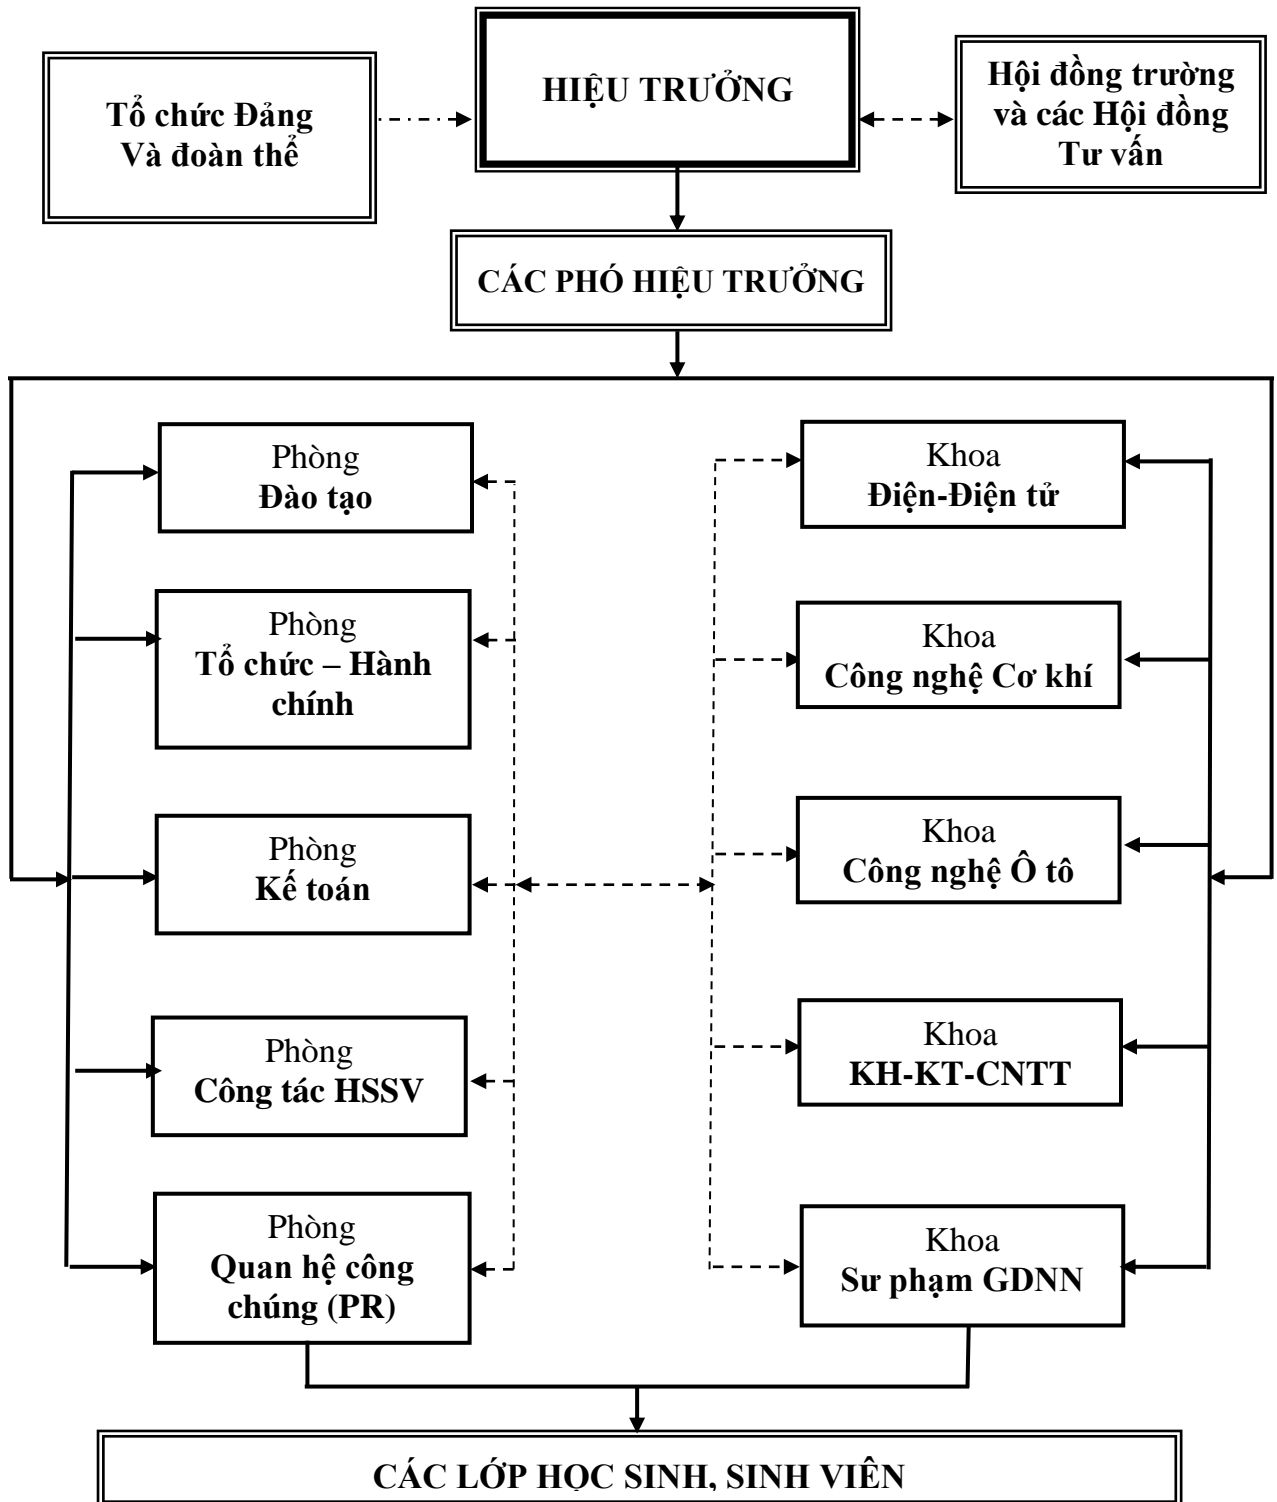 Tổ chức Đảng
Và đoàn thể
HIỆU TRƯỞNG
Hội đồng trường
và các Hội đồng
Tư vấn
CÁC PHÓ HIỆU TRƯỞNG
Phòng
Đào tạo
Phòng
Tổ chức – Hành
chính
Phòng
Kế toán
Phòng
Công tác HSSV
Phòng
Quan hệ công
chúng (PR)
Khoa
Điện-Điện tử
Khoa
Công nghệ Cơ khí
Khoa
Công nghệ Ô tô
Khoa
KH-KT-CNTT
Khoa
Sư phạm GDNN
CÁC LỚP HỌC SINH, SINH VIÊN